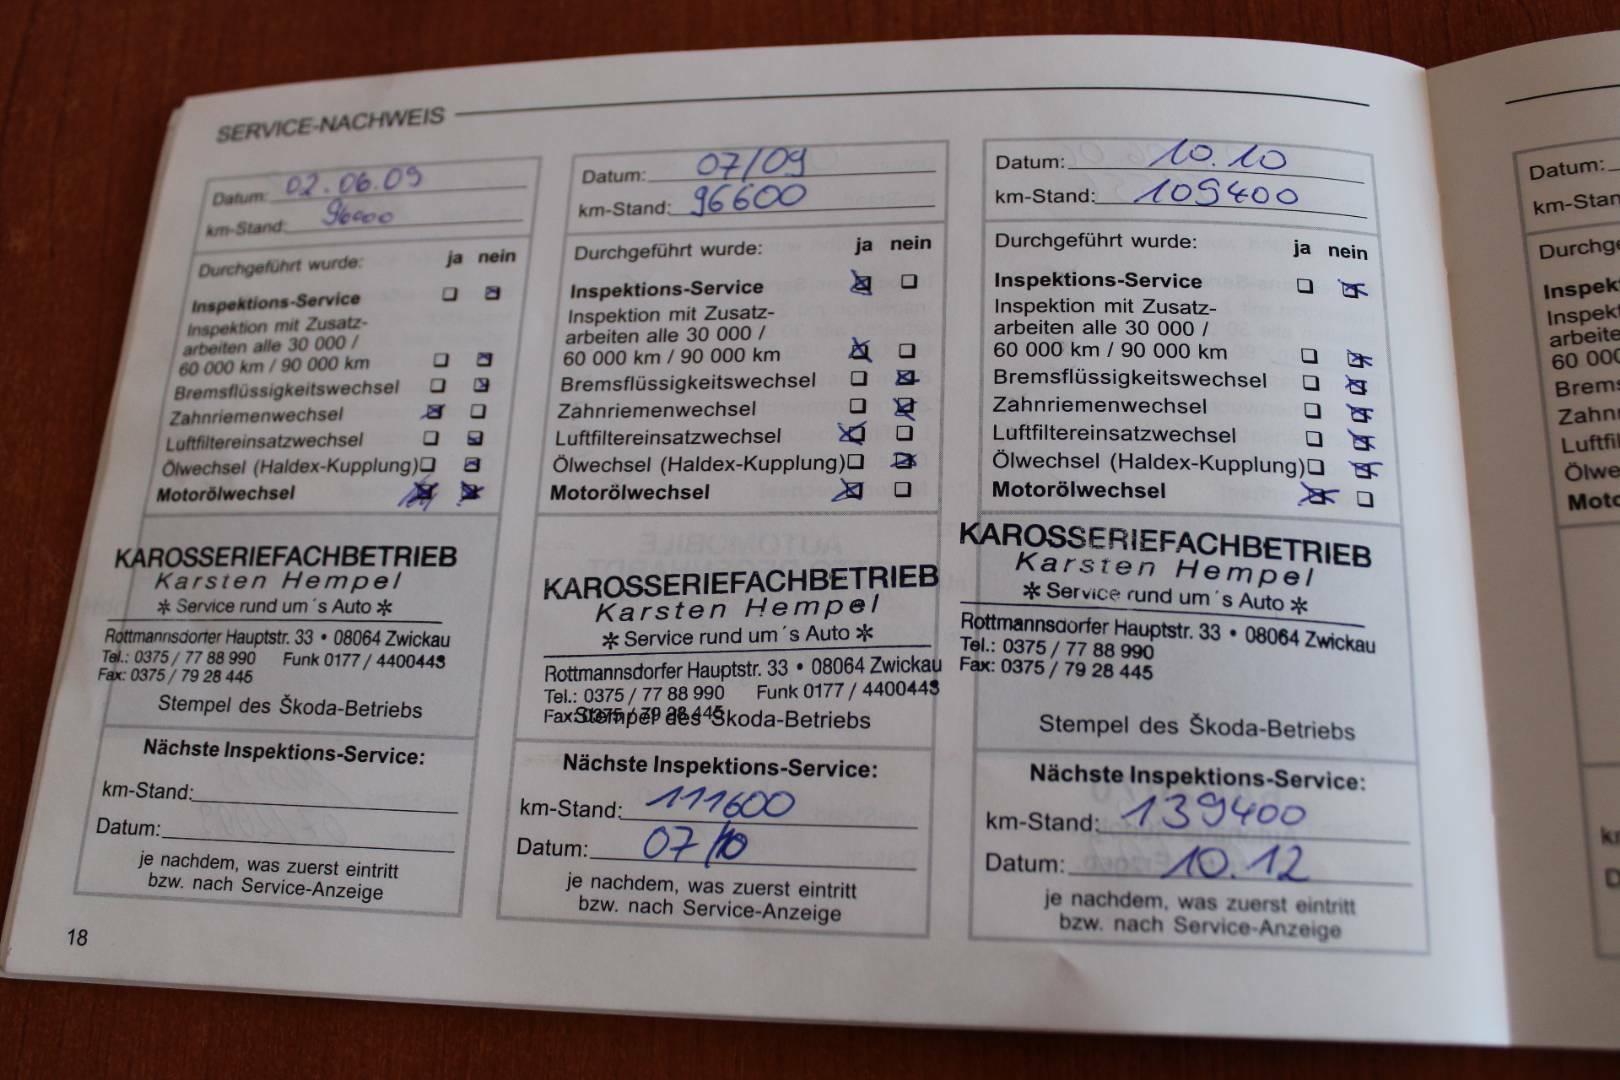 SERVICE-NACHWEIS
Datum: 02.06.09
km-Stand: 96000
Durchgeführt wurde: ja nein
Inspektions-Service
Inspektion mit Zusatz-
arbeiten alle 30 000 /
60 000 km / 90 000 km
Bremsflüssigkeitswechsel
Zahnriemenwechsel
Luftfiltereinsatzwechsel
Ölwechsel (Haldex-Kupplung)
Motorölwechsel
KAROSSERIEFACHBETRIEB
Karsten Hempel
✲ Service rund um´s Auto ✲
Rottmannsdorfer Hauptstr. 33 • 08064 Zwickau
Tel.: 0375 / 77 88 990 Funk 0177 / 4400443
Fax: 0375 / 79 28 445
Stempel des Škoda-Betriebs
Nächste Inspektions-Service:
km-Stand:
Datum:
je nachdem, was zuerst eintritt
bzw. nach Service-Anzeige
18
Datum: 07/09
km-Stand: 96600
Durchgeführt wurde: ja nein
Inspektions-Service
Inspektion mit Zusatz-
arbeiten alle 30 000 /
60 000 km / 90 000 km
Bremsflüssigkeitswechsel
Zahnriemenwechsel
Luftfiltereinsatzwechsel
Ölwechsel (Haldex-Kupplung)
Motorölwechsel
KAROSSERIEFACHBETRIEB
Karsten Hempel
✲ Service rund um´s Auto ✲
Rottmannsdorfer Hauptstr. 33 • 08064 Zwickau
Tel.: 0375 / 77 88 990 Funk 0177 / 4400443
Fax: 0375 / 79 28 445
Stempel des Škoda-Betriebs
Nächste Inspektions-Service:
km-Stand: 111600
Datum: 07/10
je nachdem, was zuerst eintritt
bzw. nach Service-Anzeige
Datum: 10.10
km-Stand: 109400
Durchgeführt wurde: ja nein
Inspektions-Service
Inspektion mit Zusatz-
arbeiten alle 30 000 /
60 000 km / 90 000 km
Bremsflüssigkeitswechsel
Zahnriemenwechsel
Luftfiltereinsatzwechsel
Ölwechsel (Haldex-Kupplung)
Motorölwechsel
KAROSSERIEFACHBETRIEB
Karsten Hempel
✲ Service rund um´s Auto ✲
Rottmannsdorfer Hauptstr. 33 • 08064 Zwickau
Tel.: 0375 / 77 88 990
Fax: 0375 / 79 28 445
Stempel des Škoda-Betriebs
Nächste Inspektions-Service:
km-Stand: 139400
Datum: 10.12
je nachdem, was zuerst eintritt
bzw. nach Service-Anzeige
Datum: